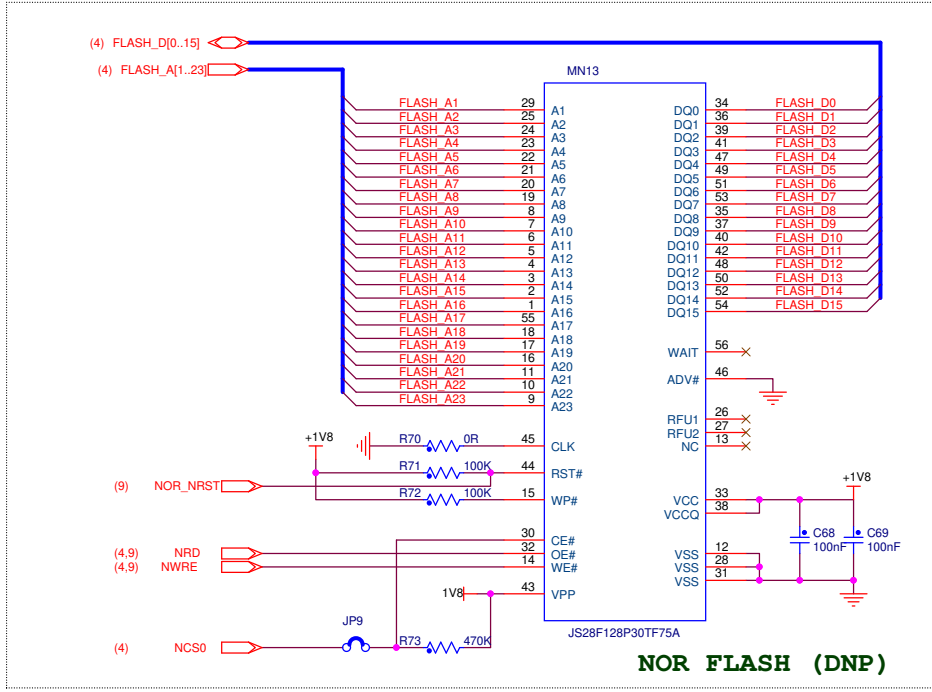 (4) FLASH_D[0..15]
(4) FLASH_A[1..23]
MN13
FLASH_A1 29 A1 DQ0 34 FLASH_D0
FLASH_A2 25 A2 DQ1 36 FLASH_D1
FLASH_A3 24 A3 DQ2 39 FLASH_D2
FLASH_A4 23 A4 DQ3 41 FLASH_D3
FLASH_A5 22 A5 DQ4 47 FLASH_D4
FLASH_A6 21 A6 DQ5 49 FLASH_D5
FLASH_A7 20 A7 DQ6 51 FLASH_D6
FLASH_A8 19 A8 DQ7 53 FLASH_D7
FLASH_A9 8 A9 DQ8 35 FLASH_D8
FLASH_A10 7 A10 DQ9 37 FLASH_D9
FLASH_A11 6 A11 DQ10 40 FLASH_D10
FLASH_A12 5 A12 DQ11 42 FLASH_D11
FLASH_A13 4 A13 DQ12 48 FLASH_D12
FLASH_A14 3 A14 DQ13 50 FLASH_D13
FLASH_A15 2 A15 DQ14 52 FLASH_D14
FLASH_A16 1 A16 DQ15 54 FLASH_D15
FLASH_A17 55 A17
FLASH_A18 18 A18
FLASH_A19 17 A19 WAIT 56
FLASH_A20 16 A20
FLASH_A21 11 A21 ADV# 46
FLASH_A22 10 A22
FLASH_A23 9 A23
RFU1 26
RFU2 27
+1V8 R70 0R 45 CLK NC 13
R71 100K 44 RST#
(9) NOR_NRST
R72 100K 15 WP# VCC 33 +1V8
VCCQ 38
30 CE# C68 C69
100nF 100nF
(4,9) NRD 32 OE# VSS 12
(4,9) NWRE 14 WE# VSS 28
VSS 31
1V8 43 VPP
JP9
(4) NCS0 R73 470K
JS28F128P30TF75A
NOR FLASH (DNP)